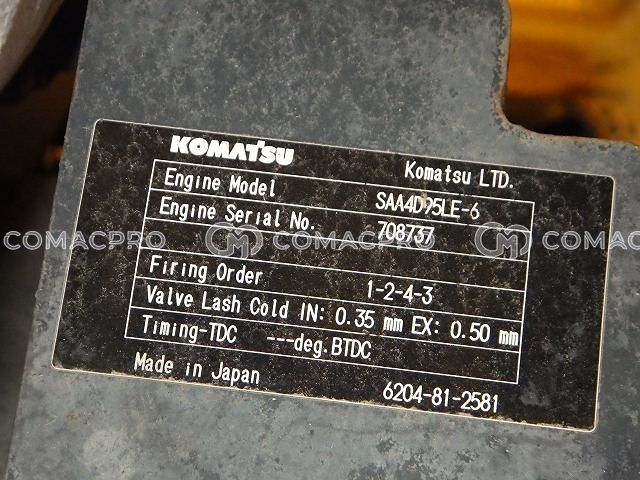 KOMATSU Komatsu LTD.
Engine Model SAA4D95LE-6
Engine Serial No. 708737
COMACPRO COMACPRO COMACPRO
Firing Order 1-2-4-3
Valve Lash Cold IN: 0.35 mm EX: 0.50 mm
Timing-TDC ---deg.BTDC
Made in Japan 6204-81-2581